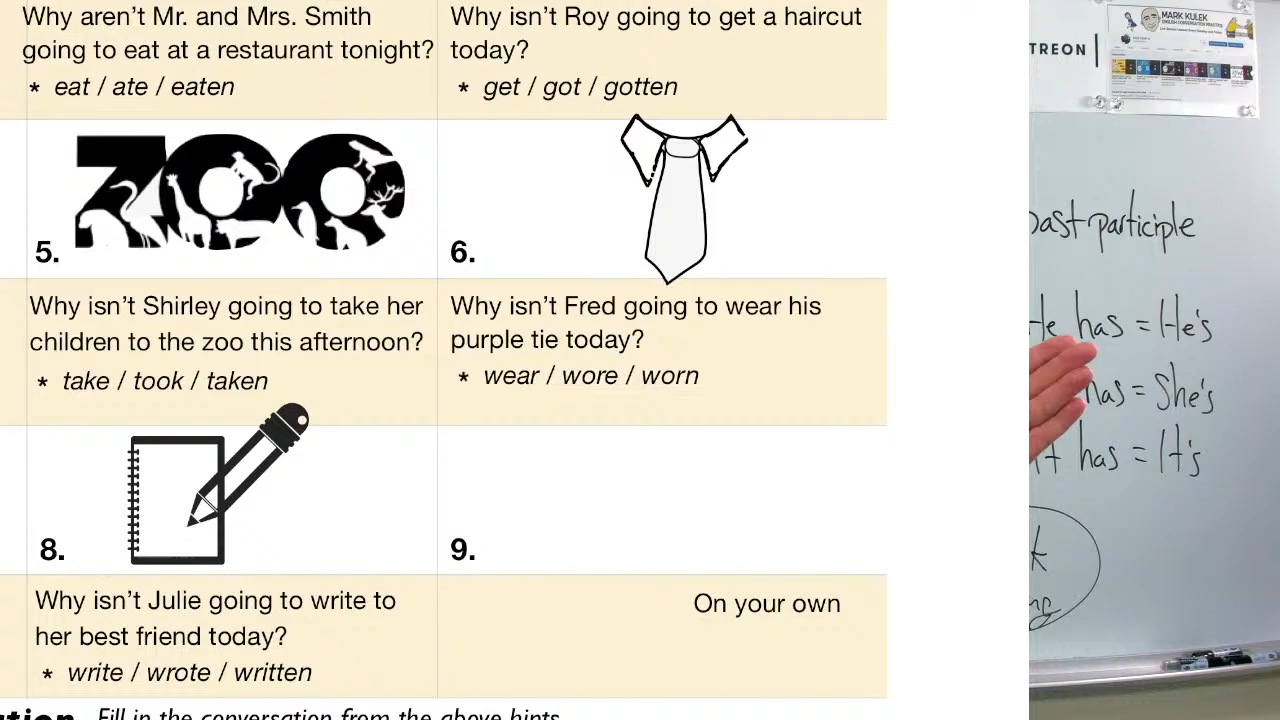 Why aren't Mr. and Mrs. Smith
going to eat at a restaurant tonight?
* eat / ate / eaten
Why isn't Roy going to get a haircut
today?
* get / got / gotten
ZOO
5.
6.
Why isn't Shirley going to take her
children to the zoo this afternoon?
* take / took / taken
Why isn't Fred going to wear his
purple tie today?
* wear / wore / worn
8.
9.
Why isn't Julie going to write to
her best friend today?
* write / wrote / written
On your own
Fill in the conversation from the above hints
TREON
MARK KULEK
ENGLISH CONVERSATION PRACTICE
past participle
He has = He's
has = She's
It has = It's